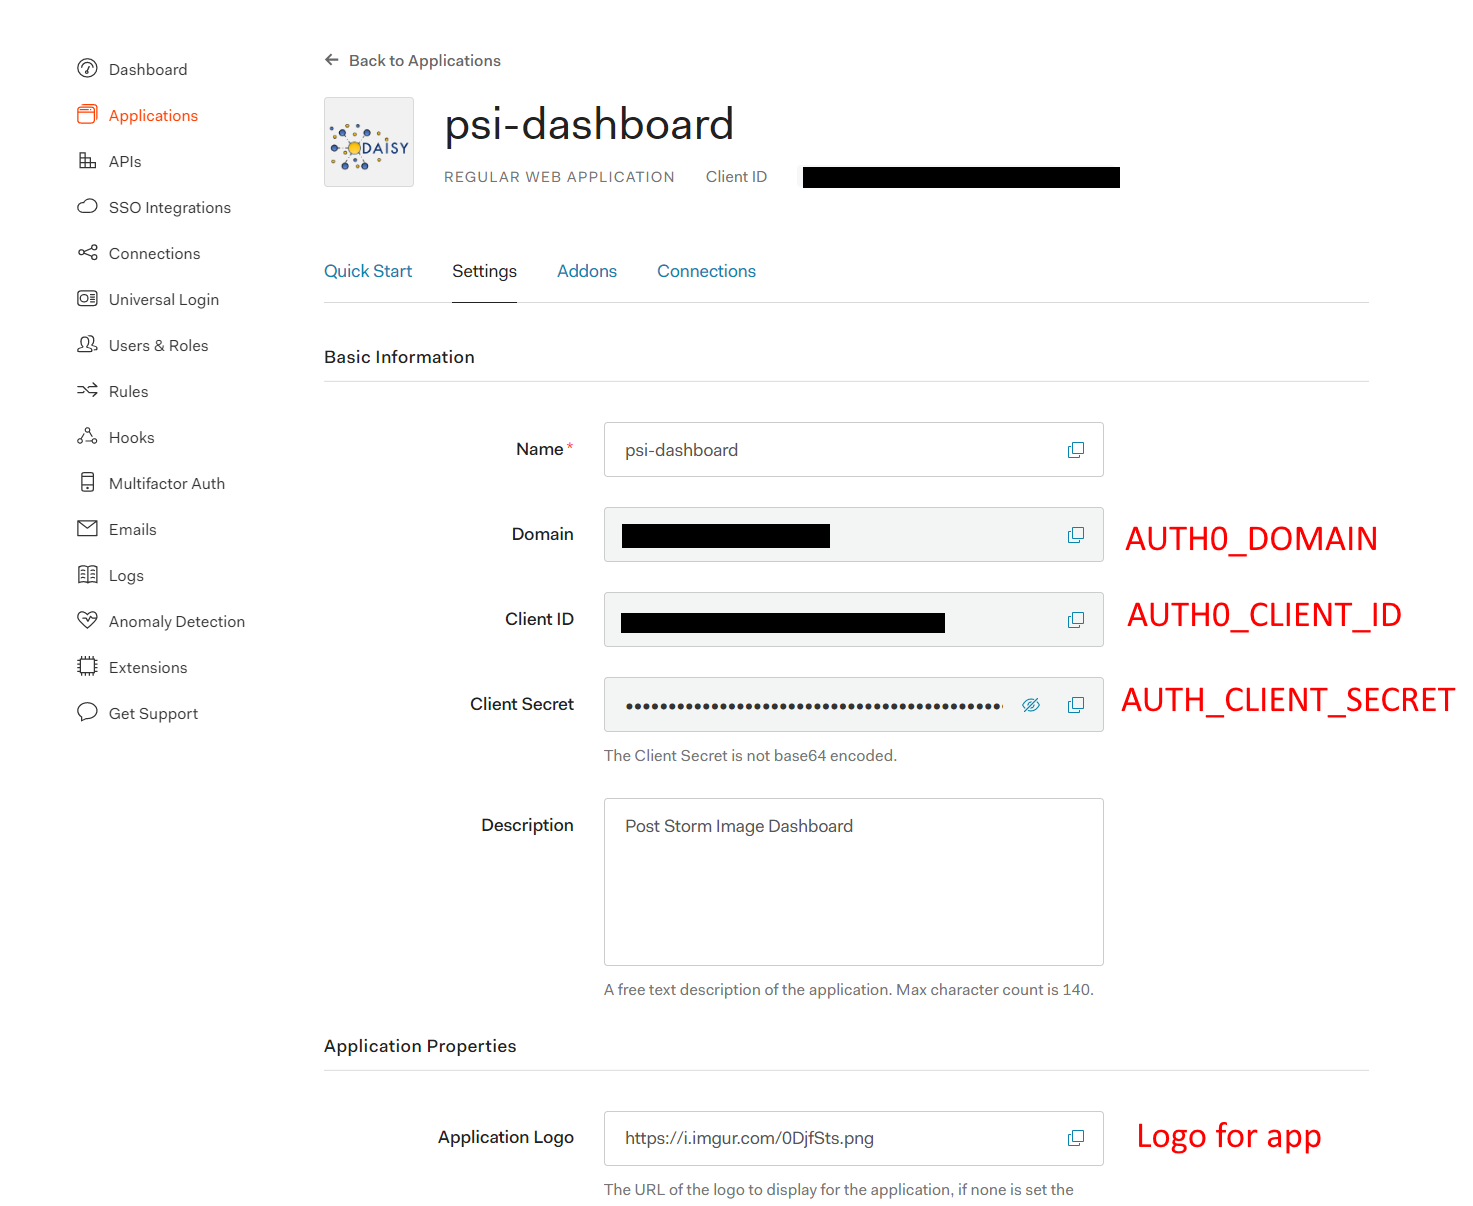 Dashboard
Applications
APIs
SSO Integrations
Connections
Universal Login
Users & Roles
Rules
Hooks
Multifactor Auth
Emails
Logs
Anomaly Detection
Extensions
Get Support
Back to Applications
DAISY
psi-dashboard
REGULAR WEB APPLICATION Client ID
Quick Start Settings Addons Connections
Basic Information
Name* psi-dashboard
Domain AUTH0_DOMAIN
Client ID AUTH0_CLIENT_ID
Client Secret •••••••••••••••••••••••••••••••••••••••••••• AUTH_CLIENT_SECRET
The Client Secret is not base64 encoded.
Description Post Storm Image Dashboard
A free text description of the application. Max character count is 140.
Application Properties
Application Logo https://i.imgur.com/0DjfSts.png Logo for app
The URL of the logo to display for the application, if none is set the